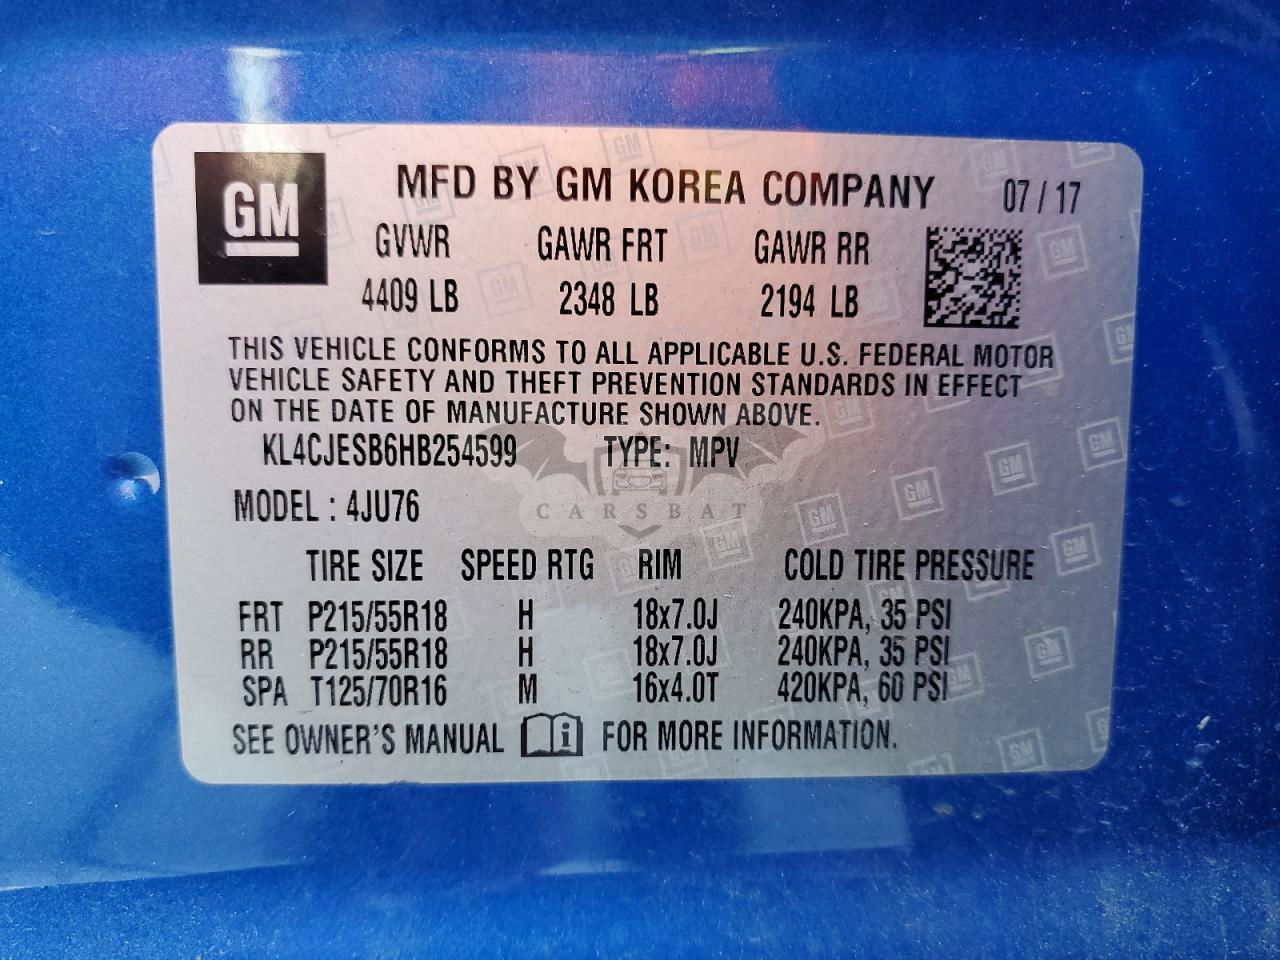 GM MFD BY GM KOREA COMPANY 07 / 17
GVWR GAWR FRT GAWR RR
4409 LB 2348 LB 2194 LB
THIS VEHICLE CONFORMS TO ALL APPLICABLE U.S. FEDERAL MOTOR
VEHICLE SAFETY AND THEFT PREVENTION STANDARDS IN EFFECT
ON THE DATE OF MANUFACTURE SHOWN ABOVE.
KL4CJESB6HB254599 TYPE: MPV
CARSBAT
MODEL : 4JU76
TIRE SIZE SPEED RTG RIM COLD TIRE PRESSURE
FRT P215/55R18 H 18x7.0J 240KPA, 35 PSI
RR P215/55R18 H 18x7.0J 240KPA, 35 PSI
SPA T125/70R16 M 16x4.0T 420KPA, 60 PSI
SEE OWNER'S MANUAL i FOR MORE INFORMATION.